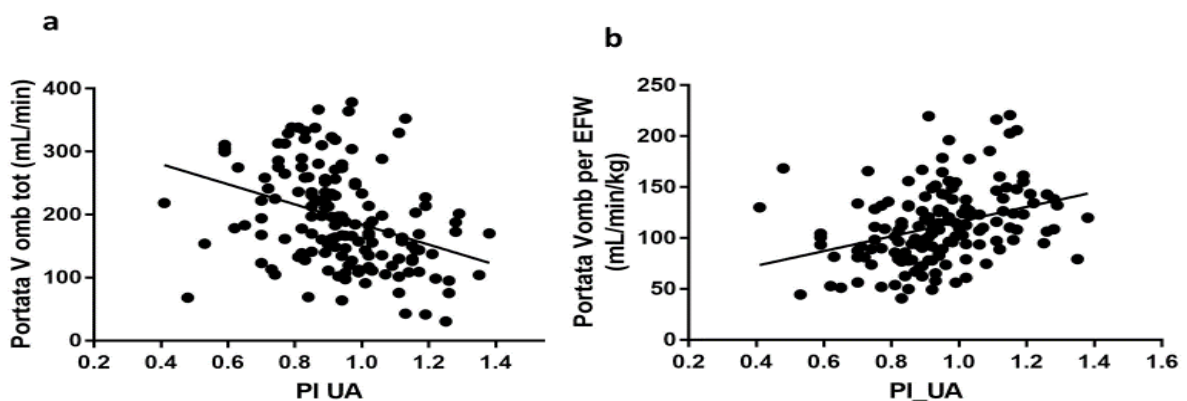 a
Portata V omb tot (mL/min)
400
300
200
100
0
0.2 0.4 0.6 0.8 1.0 1.2 1.4
PI UA
b
Portata Vomb per EFW
(mL/min/kg)
250
200
150
100
50
0
0.2 0.4 0.6 0.8 1.0 1.2 1.4 1.6
PI_UA